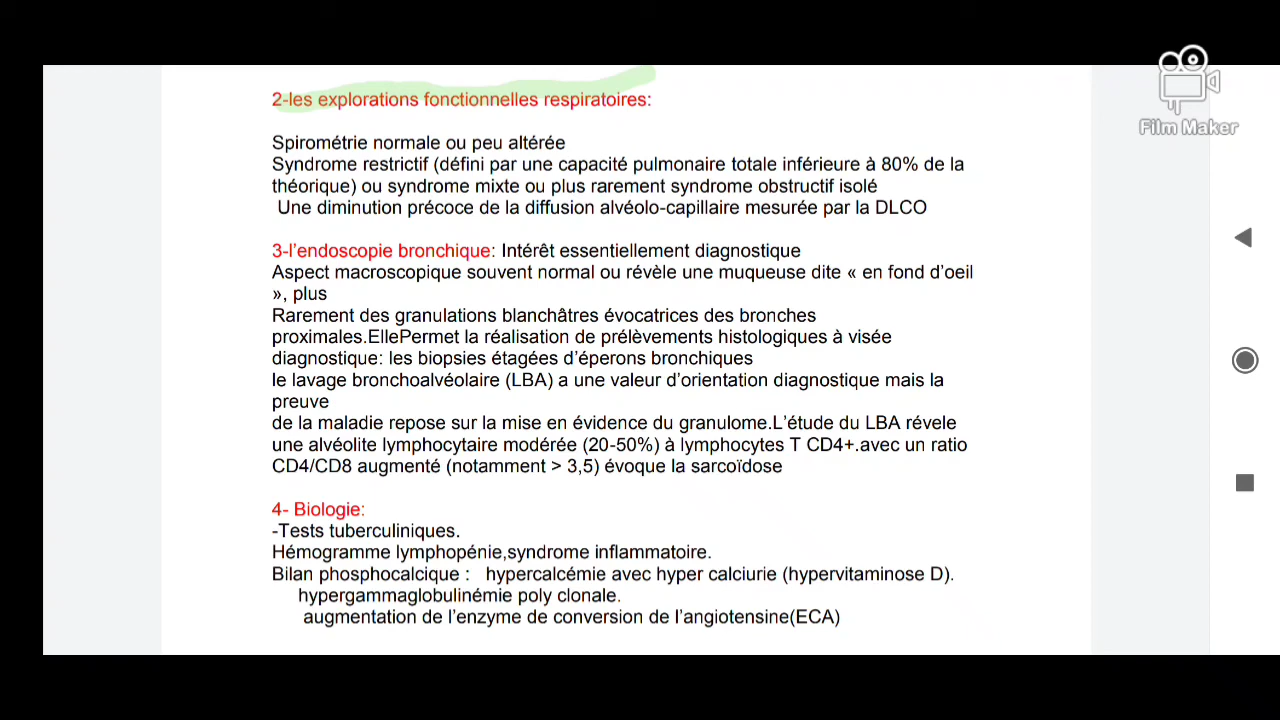 Film Maker
2-les explorations fonctionnelles respiratoires:
Spirométrie normale ou peu altérée
Syndrome restrictif (défini par une capacité pulmonaire totale inférieure à 80% de la
théorique) ou syndrome mixte ou plus rarement syndrome obstructif isolé
Une diminution précoce de la diffusion alvéolo-capillaire mesurée par la DLCO
3-l’endoscopie bronchique: Intérêt essentiellement diagnostique
Aspect macroscopique souvent normal ou révèle une muqueuse dite « en fond d’oeil
», plus
Rarement des granulations blanchâtres évocatrices des bronches
proximales.EllePermet la réalisation de prélèvements histologiques à visée
diagnostique: les biopsies étagées d’éperons bronchiques
le lavage bronchoalvéolaire (LBA) a une valeur d’orientation diagnostique mais la
preuve
de la maladie repose sur la mise en évidence du granulome.L’étude du LBA révele
une alvéolite lymphocytaire modérée (20-50%) à lymphocytes T CD4+.avec un ratio
CD4/CD8 augmenté (notamment > 3,5) évoque la sarcoïdose
4- Biologie:
-Tests tuberculiniques.
Hémogramme lymphopénie,syndrome inflammatoire.
Bilan phosphocalcique : hypercalcémie avec hyper calciurie (hypervitaminose D).
hypergammaglobulinémie poly clonale.
augmentation de l’enzyme de conversion de l’angiotensine(ECA)